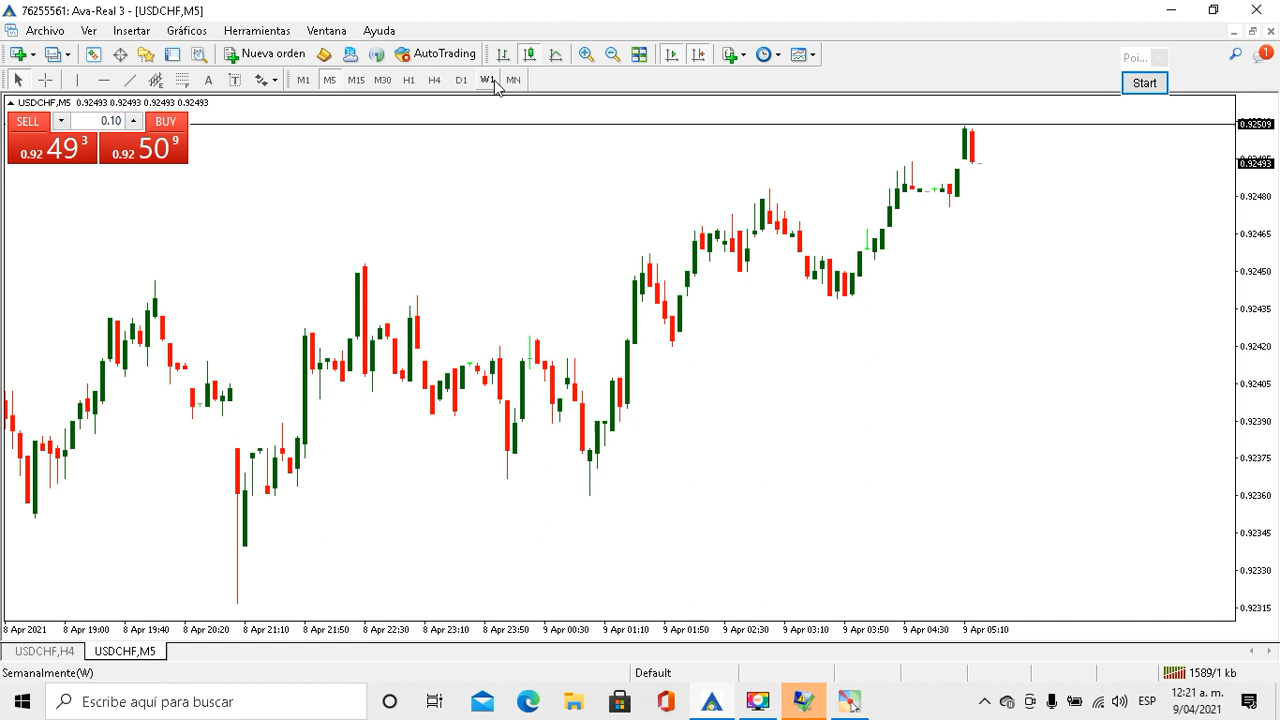 76255561: Ava-Real 3 - [USDCHF,M5]
Archivo Ver Insertar Gráficos Herramientas Ventana Ayuda
Nueva orden AutoTrading
A T M1 M5 M15 M30 H1 H4 D1 W1 MN
Poi...
Start
USDCHF,M5 0.92493 0.92493 0.92493 0.92493
SELL 0.10 BUY
0.92 49 3 0.92 50 9
0.92509
0.92493
0.92480
0.92465
0.92450
0.92435
0.92420
0.92405
0.92390
0.92375
0.92360
0.92345
0.92330
0.92315
8 Apr 2021 8 Apr 19:00 8 Apr 19:40 8 Apr 20:20 8 Apr 21:10 8 Apr 21:50 8 Apr 22:30 8 Apr 23:10 8 Apr 23:50 9 Apr 00:30 9 Apr 01:10 9 Apr 01:50 9 Apr 02:30 9 Apr 03:10 9 Apr 03:50 9 Apr 04:30 9 Apr 05:10
USDCHF,H4 USDCHF,M5
Semanalmente(W) Default 1589/1 kb
Escribe aquí para buscar
ESP
12:21 a. m.
9/04/2021
1